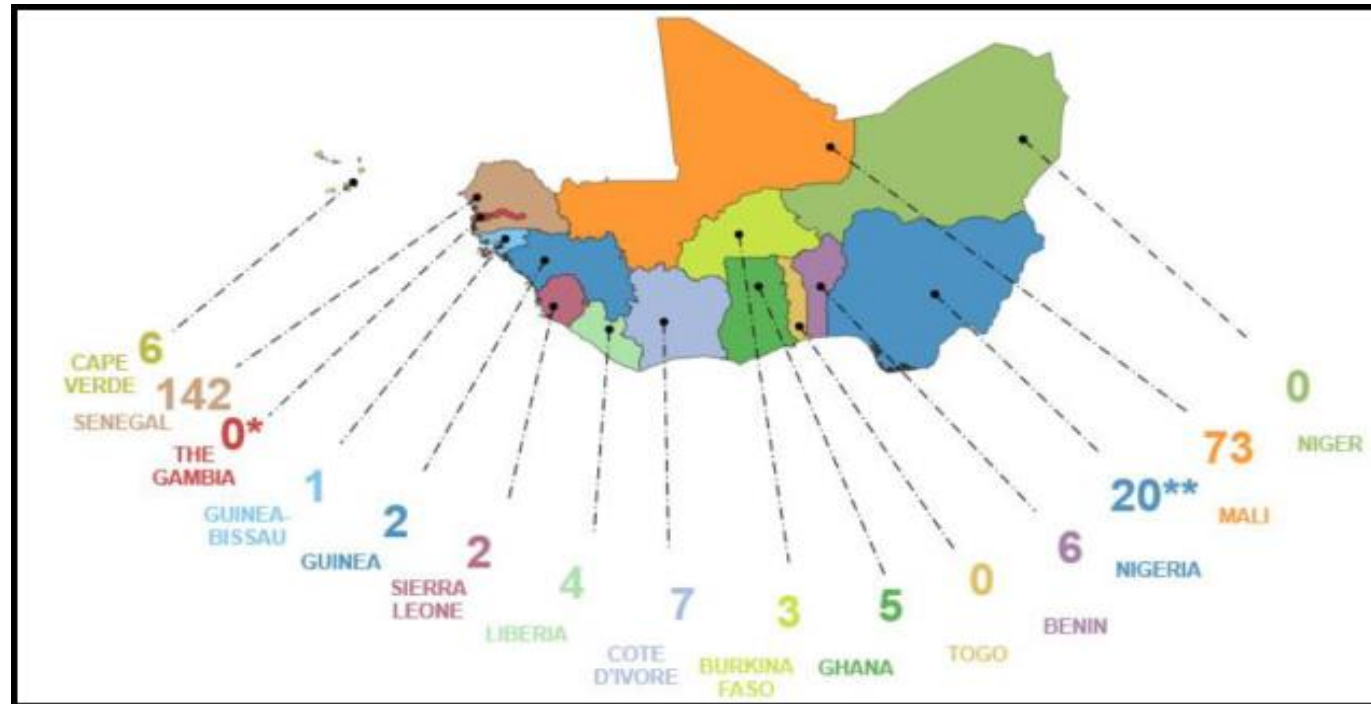 6
CAPE
VERDE
142
SENEGAL
0*
THE
GAMBIA
1
GUINEA-
BISSAU
2
GUINEA
2
SIERRA
LEONE
4
LIBERIA
7
COTE
D'IVORE
3
BURKINA
FASO
5
GHANA
0
TOGO
6
BENIN
20**
NIGERIA
73
MALI
0
NIGER